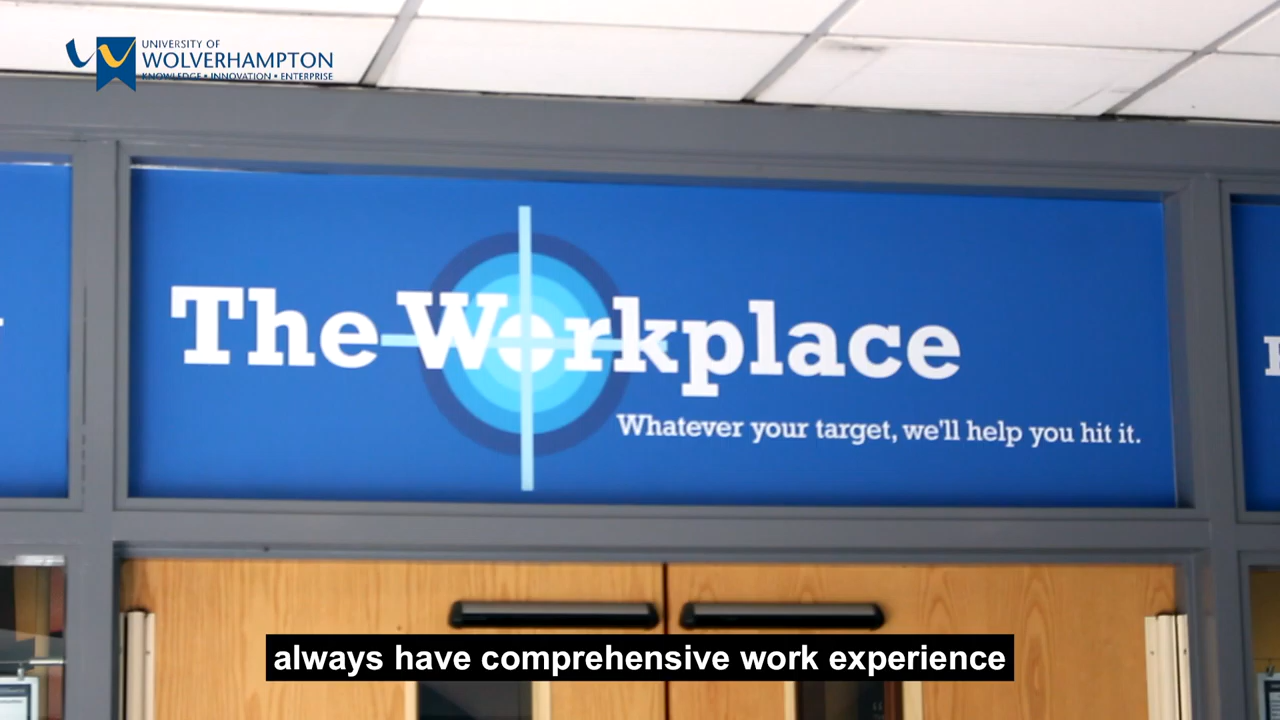 UNIVERSITY OF
WOLVERHAMPTON
KNOWLEDGE • INNOVATION • ENTERPRISE
The Workplace
Whatever your target, we'll help you hit it.
always have comprehensive work experience